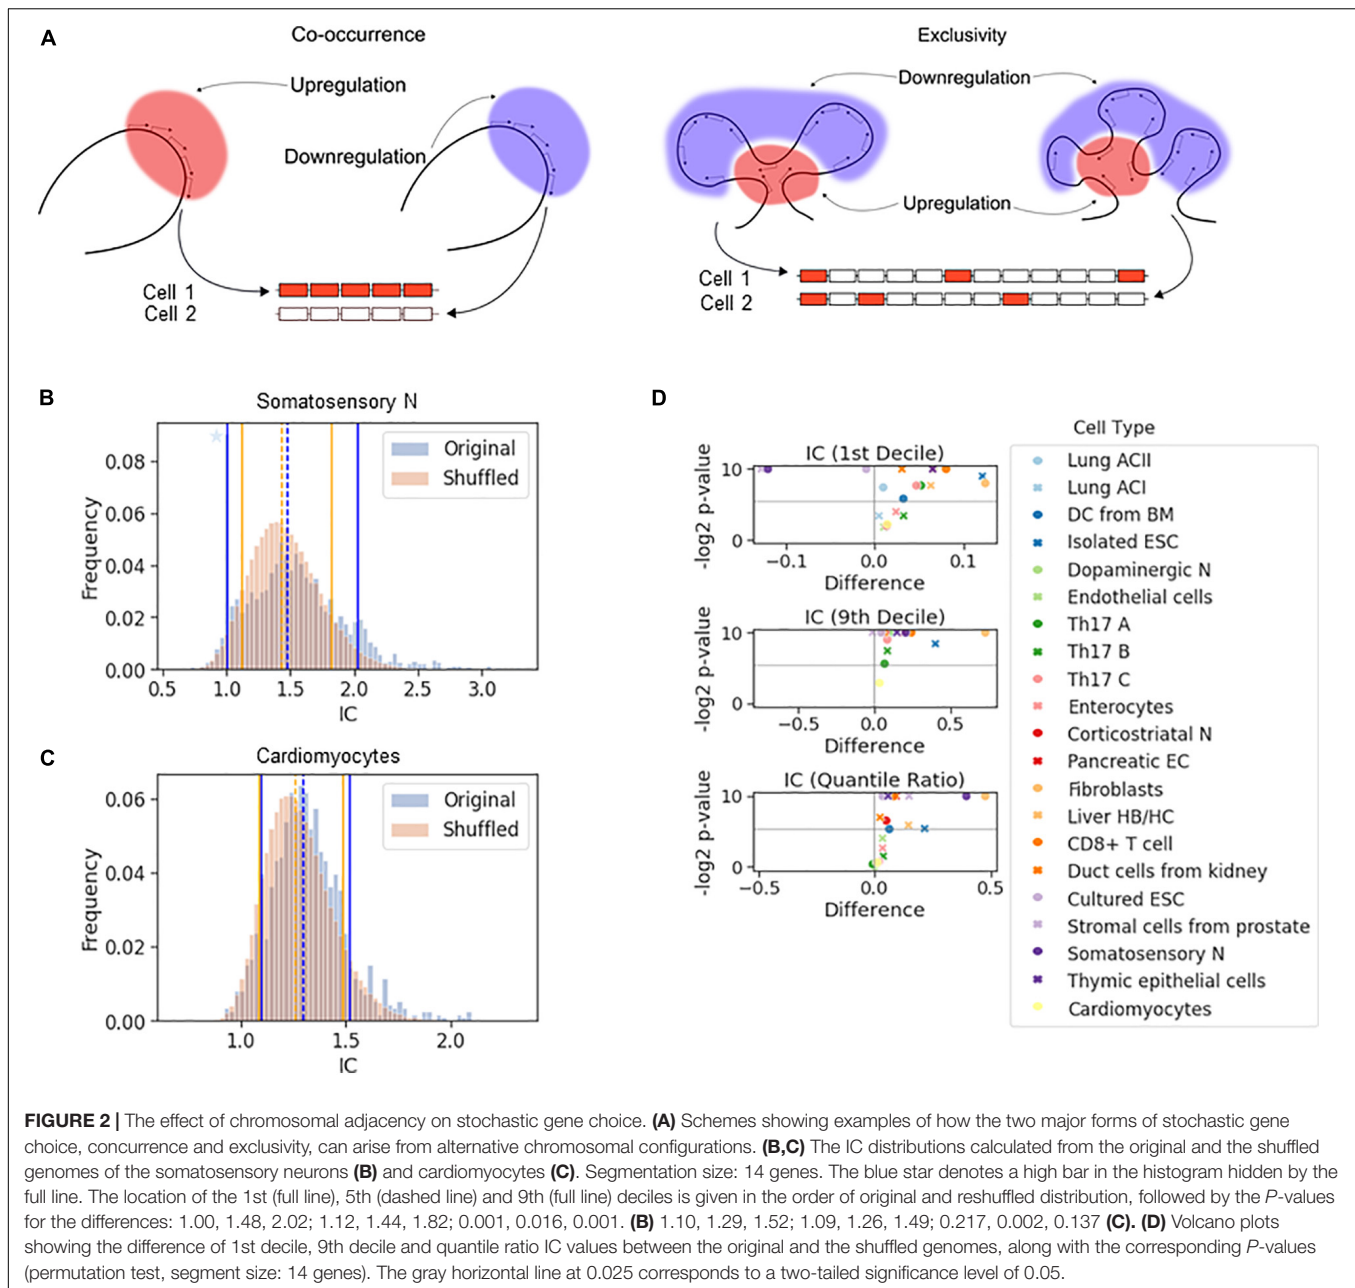 A
Co-occurrence
Exclusivity
Upregulation
Downregulation
Downregulation
Upregulation
Cell 1
Cell 2
Cell 1
Cell 2
B
Somatosensory N
Original
Shuffled
Frequency
0.08
0.06
0.04
0.02
0.00
0.5 1.0 1.5 2.0 2.5 3.0
IC
C
Cardiomyocytes
Original
Shuffled
Frequency
0.06
0.04
0.02
0.00
1.0 1.5 2.0
IC
D
IC (1st Decile)
-log2 p-value
10
0
−0.1 0.0 0.1
Difference
IC (9th Decile)
-log2 p-value
10
0
−0.5 0.0 0.5
Difference
IC (Quantile Ratio)
-log2 p-value
10
0
−0.5 0.0 0.5
Difference
Cell Type
Lung ACII
Lung ACI
DC from BM
Isolated ESC
Dopaminergic N
Endothelial cells
Th17 A
Th17 B
Th17 C
Enterocytes
Corticostriatal N
Pancreatic EC
Fibroblasts
Liver HB/HC
CD8+ T cell
Duct cells from kidney
Cultured ESC
Stromal cells from prostate
Somatosensory N
Thymic epithelial cells
Cardiomyocytes
FIGURE 2 | The effect of chromosomal adjacency on stochastic gene choice. (A) Schemes showing examples of how the two major forms of stochastic gene
choice, concurrence and exclusivity, can arise from alternative chromosomal configurations. (B,C) The IC distributions calculated from the original and the shuffled
genomes of the somatosensory neurons (B) and cardiomyocytes (C). Segmentation size: 14 genes. The blue star denotes a high bar in the histogram hidden by the
full line. The location of the 1st (full line), 5th (dashed line) and 9th (full line) deciles is given in the order of original and reshuffled distribution, followed by the P-values
for the differences: 1.00, 1.48, 2.02; 1.12, 1.44, 1.82; 0.001, 0.016, 0.001. (B) 1.10, 1.29, 1.52; 1.09, 1.26, 1.49; 0.217, 0.002, 0.137 (C). (D) Volcano plots
showing the difference of 1st decile, 9th decile and quantile ratio IC values between the original and the shuffled genomes, along with the corresponding P-values
(permutation test, segment size: 14 genes). The gray horizontal line at 0.025 corresponds to a two-tailed significance level of 0.05.